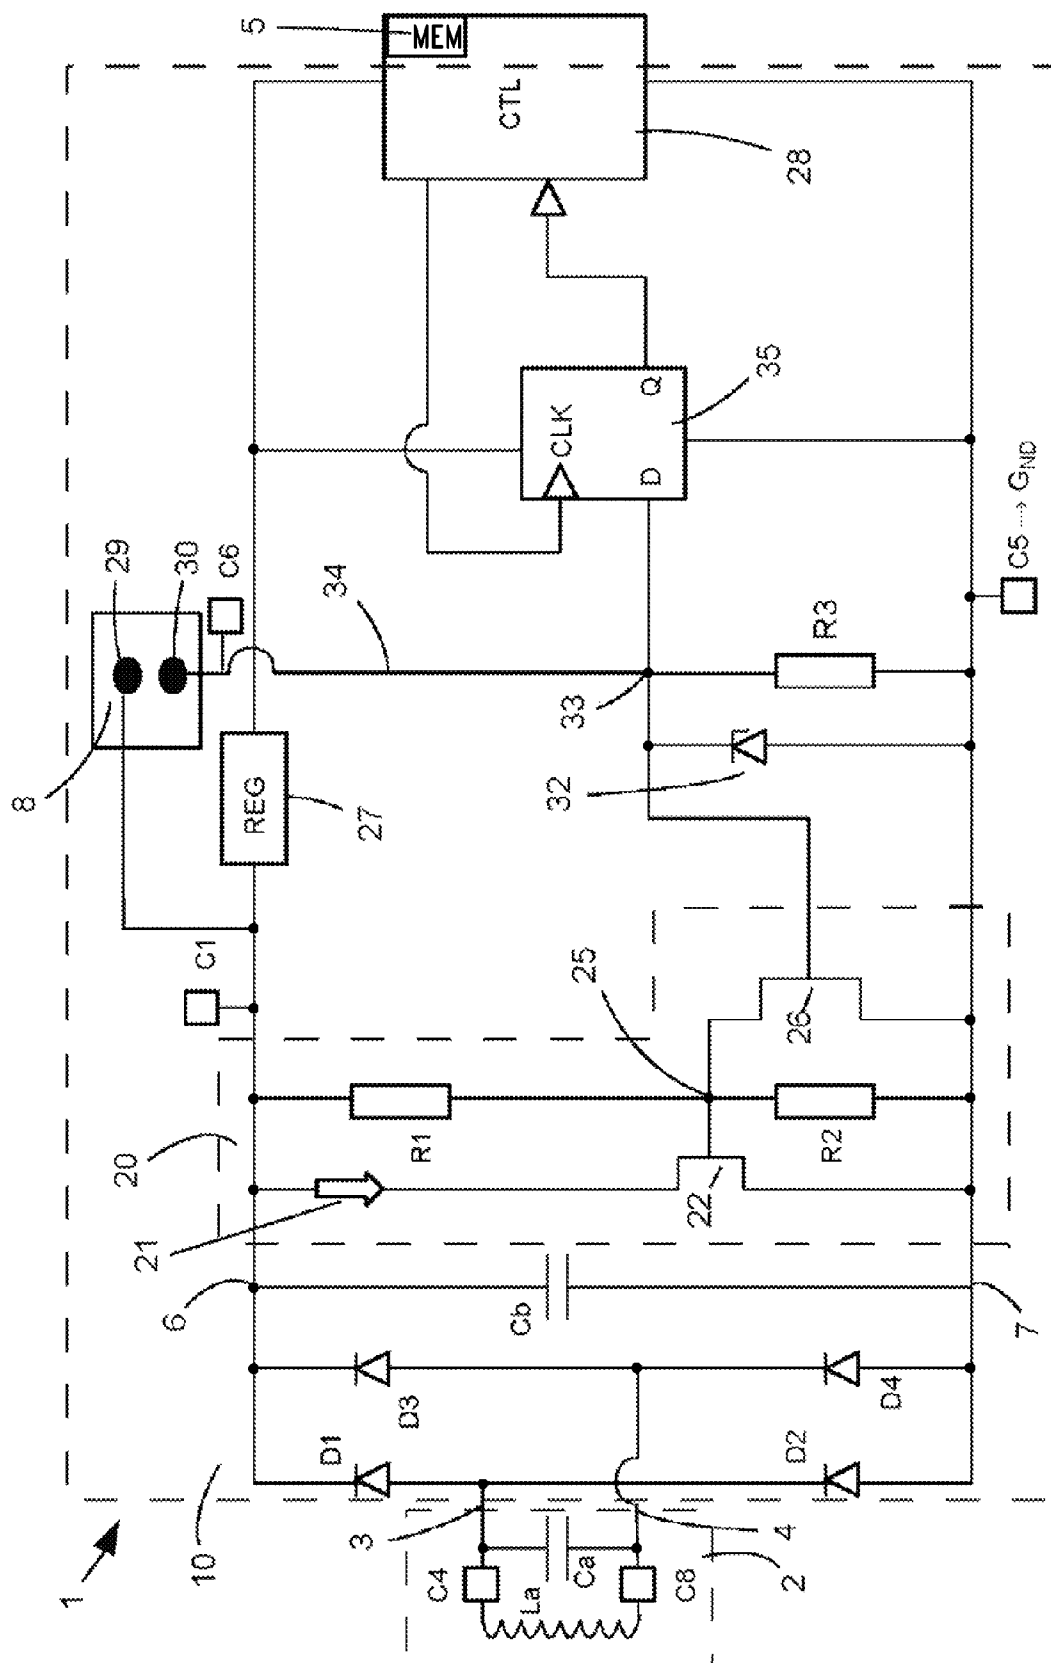 5
MEM
CTL
28
CLK
Q
D
35
29
30
C6
34
8
C5 → GND
R3
33
32
REG
27
C1
25
26
20
R1
R2
21
22
6
Cb
7
D3
D4
D1
D2
10
3
4
1
C4
La
Ca
C8
2